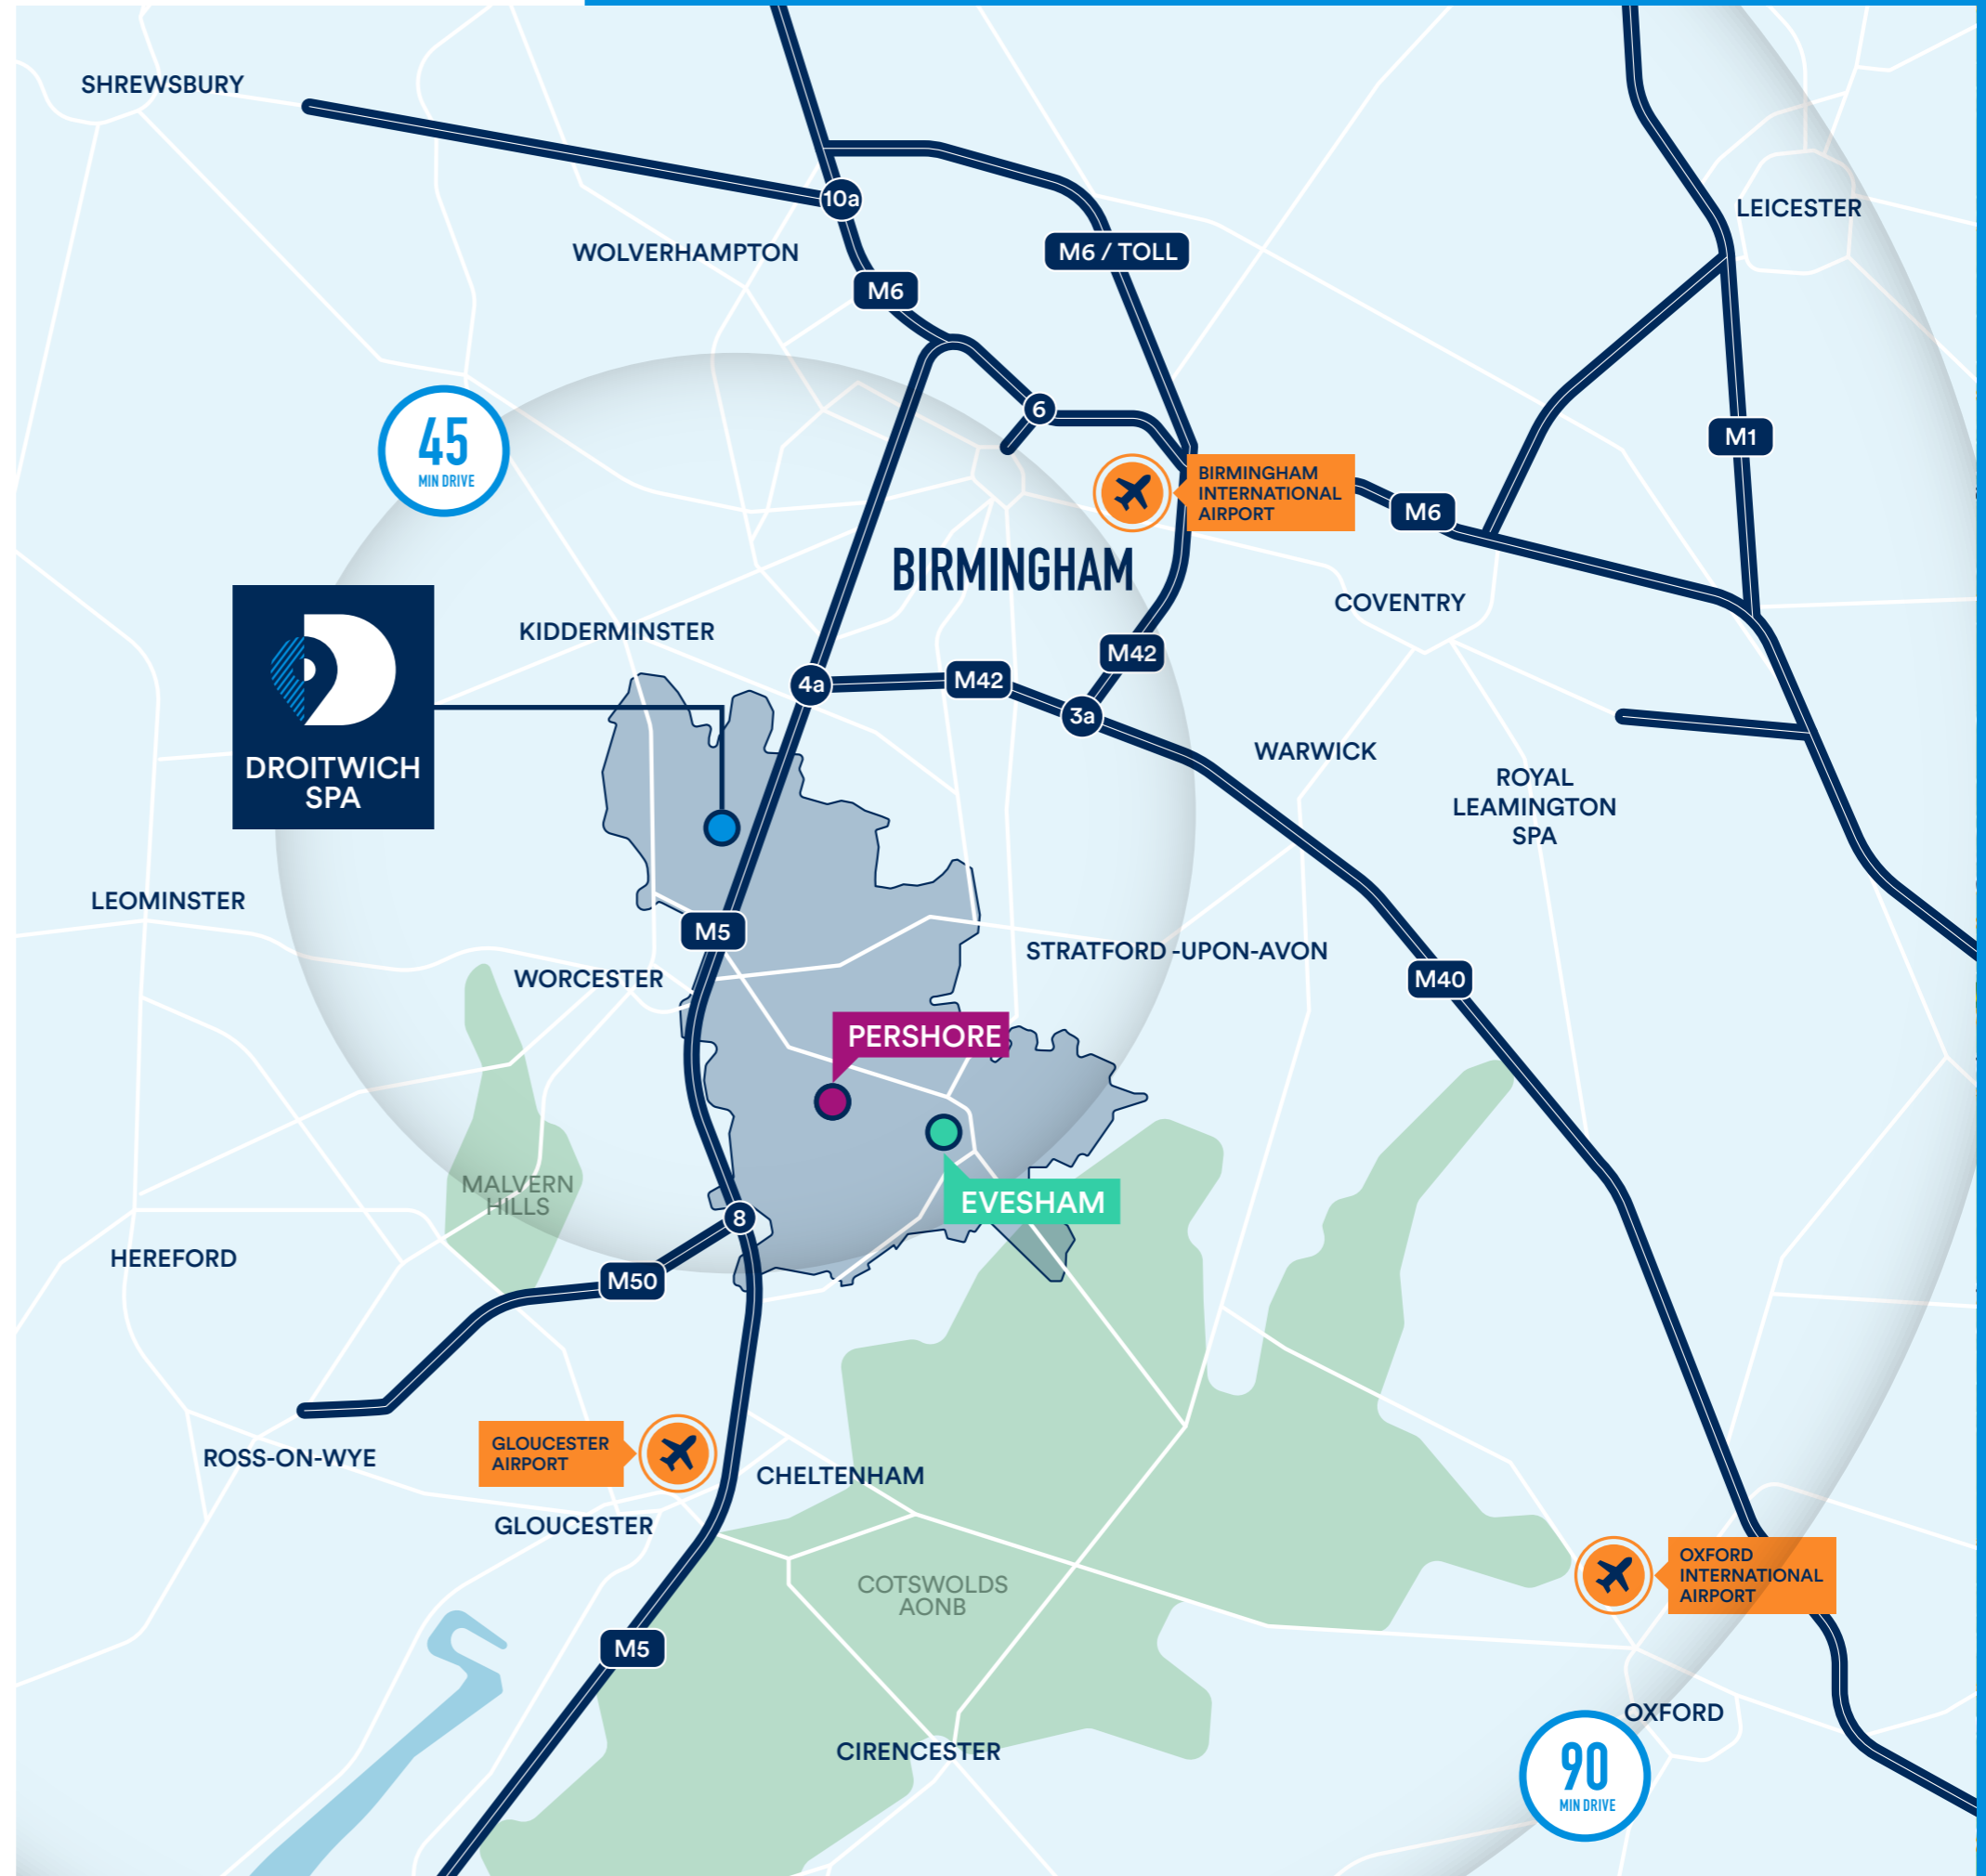 SHREWSBURY
10a
LEICESTER
WOLVERHAMPTON
M6 / TOLL
M6
6
45
MIN DRIVE
M1
BIRMINGHAM
INTERNATIONAL
AIRPORT
M6
BIRMINGHAM
COVENTRY
KIDDERMINSTER
M42
4a
M42
3a
DROITWICH
SPA
WARWICK
ROYAL
LEAMINGTON
SPA
LEOMINSTER
M5
STRATFORD -UPON-AVON
WORCESTER
M40
PERSHORE
MALVERN
HILLS
EVESHAM
8
HEREFORD
M50
GLOUCESTER
AIRPORT
ROSS-ON-WYE
CHELTENHAM
GLOUCESTER
OXFORD
INTERNATIONAL
AIRPORT
COTSWOLDS
AONB
M5
OXFORD
CIRENCESTER
90
MIN DRIVE